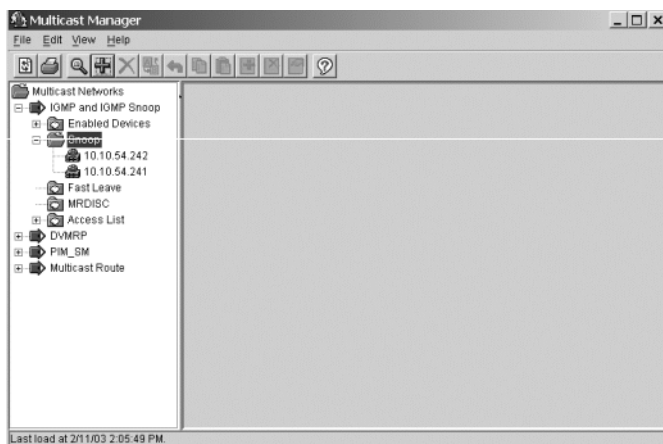 Multicast Manager
File Edit View Help
Multicast Networks
IGMP and IGMP Snoop
Enabled Devices
Snoop
10.10.54.242
10.10.54.241
Fast Leave
MRDISC
Access List
DVMRP
PIM_SM
Multicast Route
Last load at 2/11/03 2:05:49 PM.